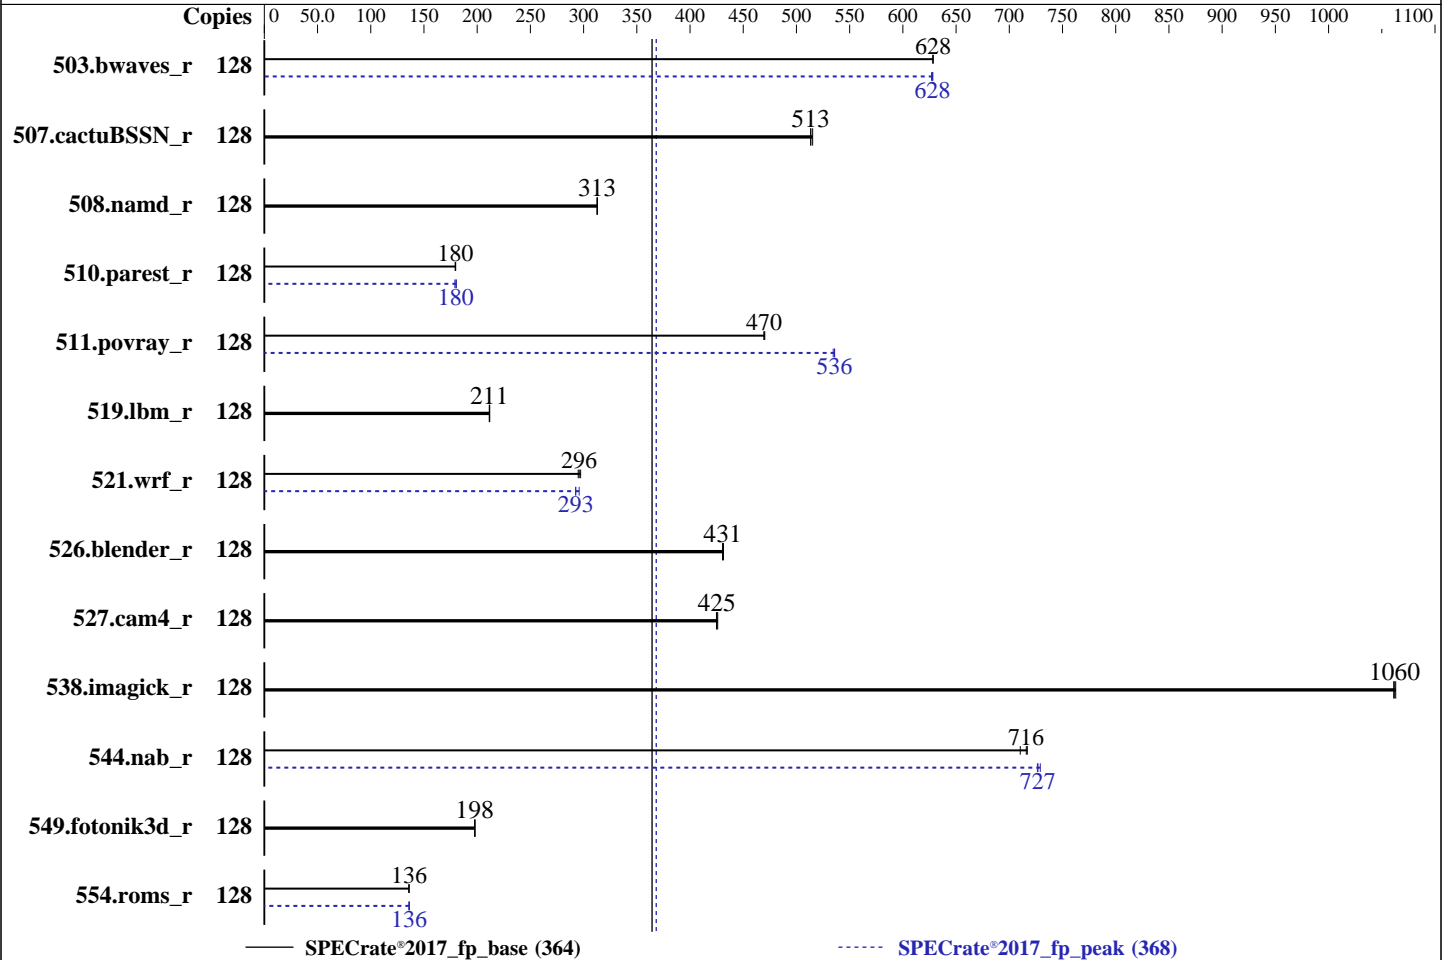 Copies 0 50.0 100 150 200 250 300 350 400 450 500 550 600 650 700 750 800 850 900 950 1000 1100
628
503.bwaves_r 128
628
513
507.cactuBSSN_r 128
313
508.namd_r 128
180
510.parest_r 128
180
470
511.povray_r 128
536
211
519.lbm_r 128
296
521.wrf_r 128
293
431
526.blender_r 128
425
527.cam4_r 128
1060
538.imagick_r 128
716
544.nab_r 128
727
198
549.fotonik3d_r 128
136
554.roms_r 128
136
SPECrate®2017_fp_base (364) SPECrate®2017_fp_peak (368)